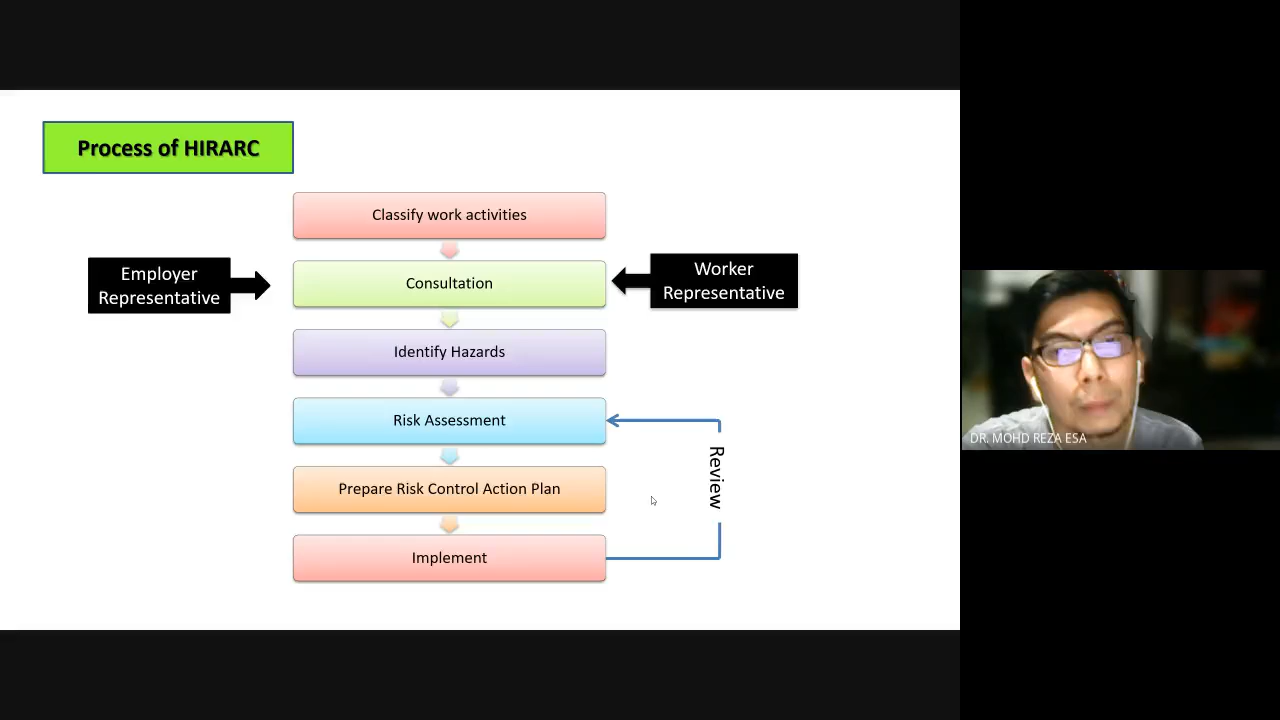 Process of HIRARC
Classify work activities
Employer
Representative
Consultation
Worker
Representative
Identify Hazards
Risk Assessment
Review
Prepare Risk Control Action Plan
Implement
DR. MOHD REZA ESA